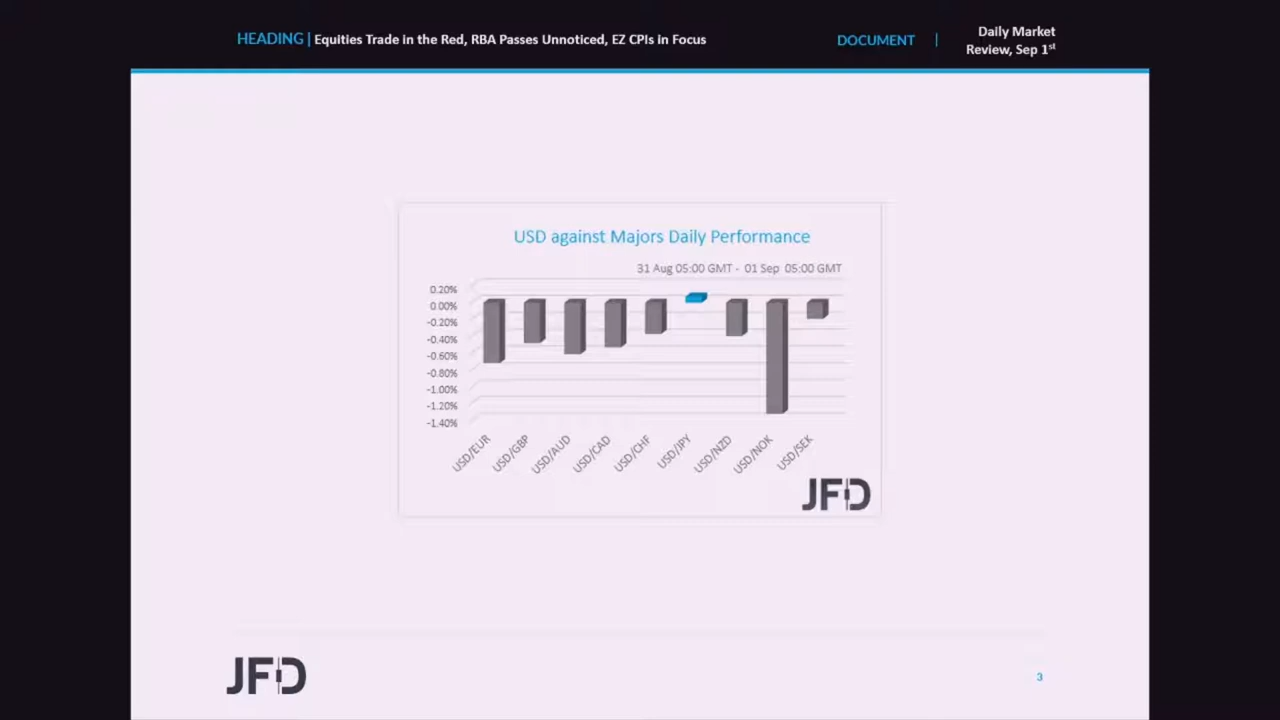 HEADING | Equities Trade in the Red, RBA Passes Unnoticed, EZ CPIs in Focus
DOCUMENT |
Daily Market
Review, Sep 1st
USD against Majors Daily Performance
31 Aug 05:00 GMT - 01 Sep 05:00 GMT
0.20%
0.00%
-0.20%
-0.40%
-0.60%
-0.80%
-1.00%
-1.20%
-1.40%
USD/EUR
USD/GBP
USD/AUD
USD/CAD
USD/CHF
USD/JPY
USD/NZD
USD/NOK
USD/SEK
JFD
JFD
3